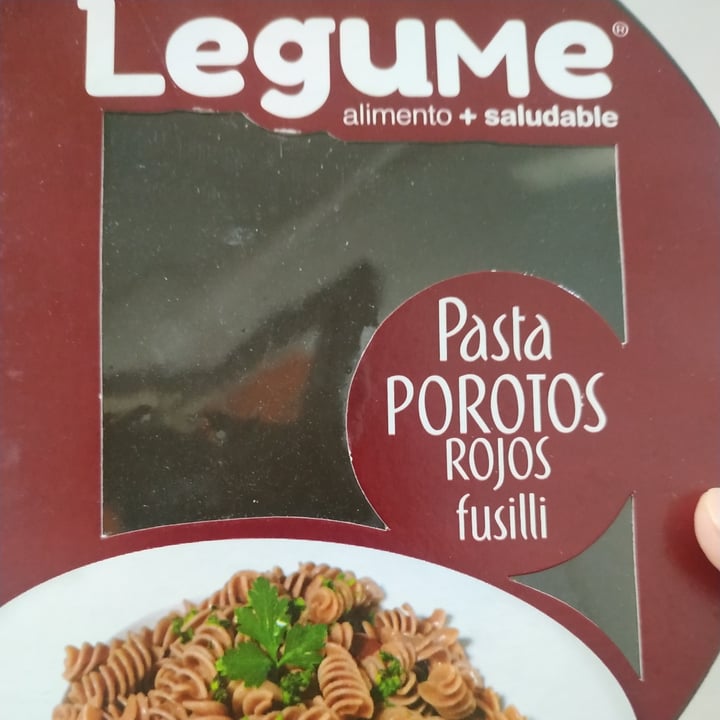 LeguMe®
alimento + saludable
Pasta
POROTOS
ROJOS
fusilli